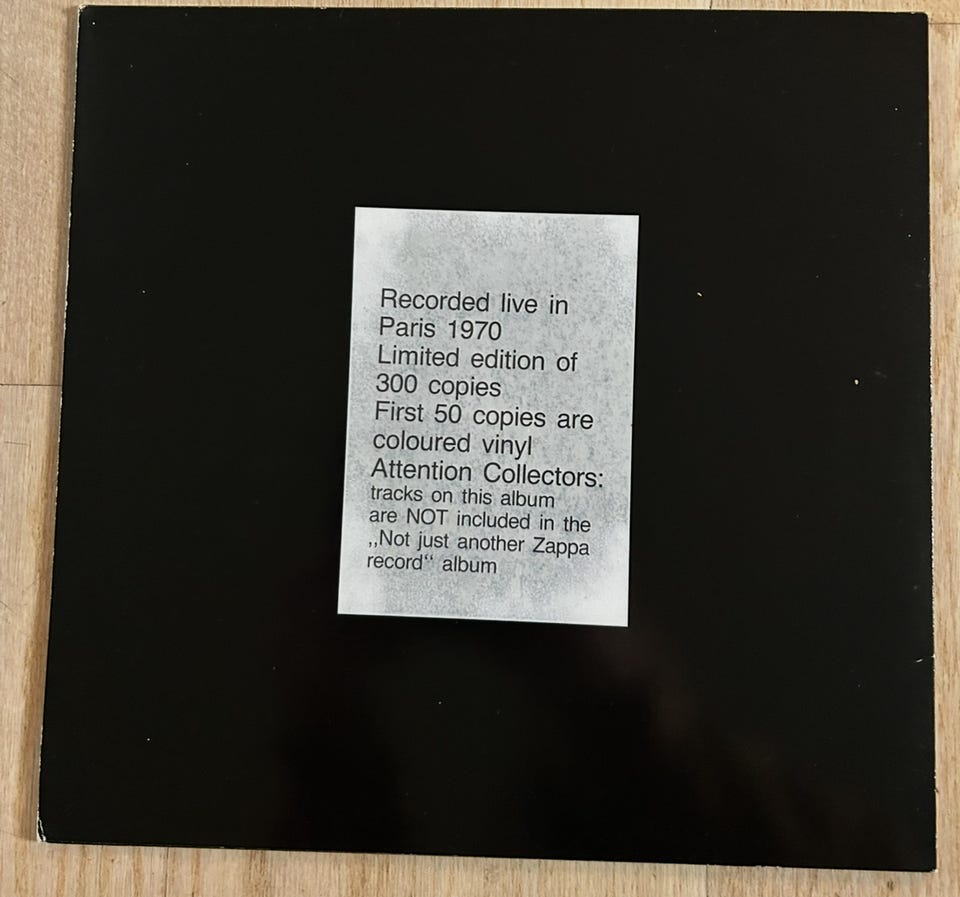 Recorded live in
Paris 1970
Limited edition of
300 copies
First 50 copies are
coloured vinyl
Attention Collectors:
tracks on this album
are NOT included in the
,,Not just another Zappa
record“ album